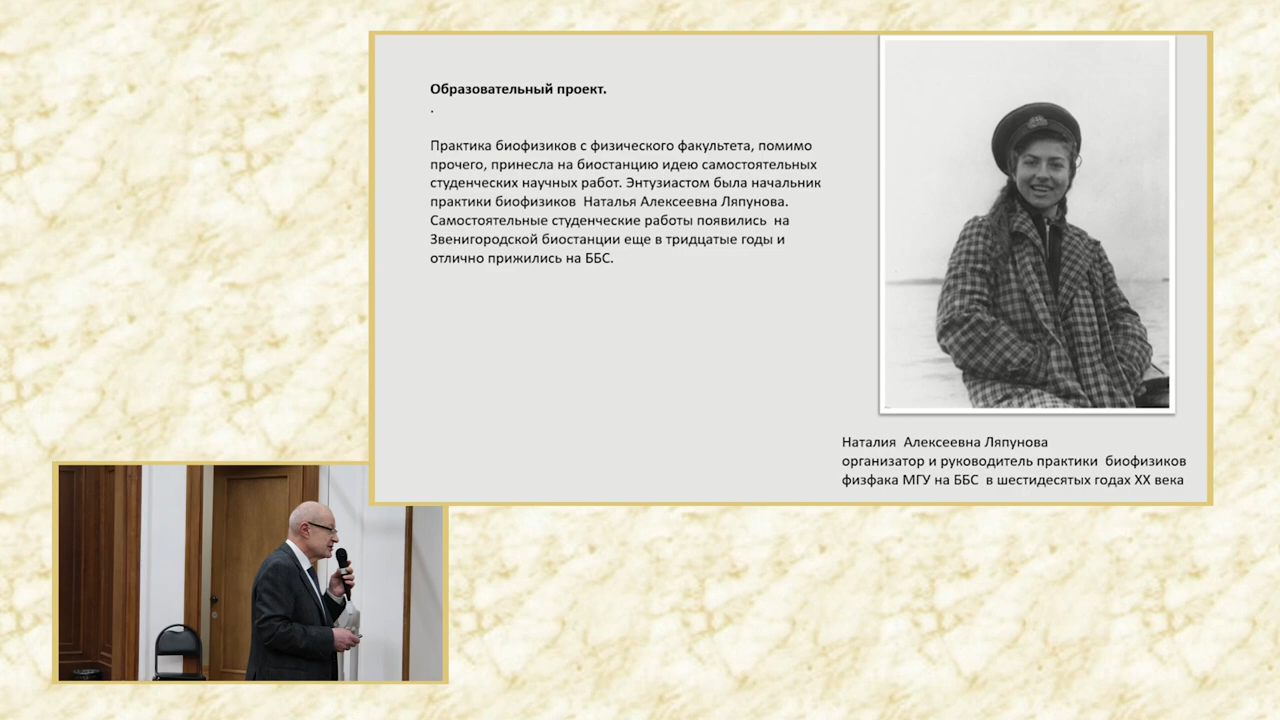 Образовательный проект.
.
Практика биофизиков с физического факультета, помимо
прочего, принесла на биостанцию идею самостоятельных
студенческих научных работ. Энтузиастом была начальник
практики биофизиков Наталья Алексеевна Ляпунова.
Самостоятельные студенческие работы появились на
Звенигородской биостанции еще в тридцатые годы и
отлично прижились на ББС.
Наталия Алексеевна Ляпунова
организатор и руководитель практики биофизиков
физфака МГУ на ББС в шестидесятых годах XX века